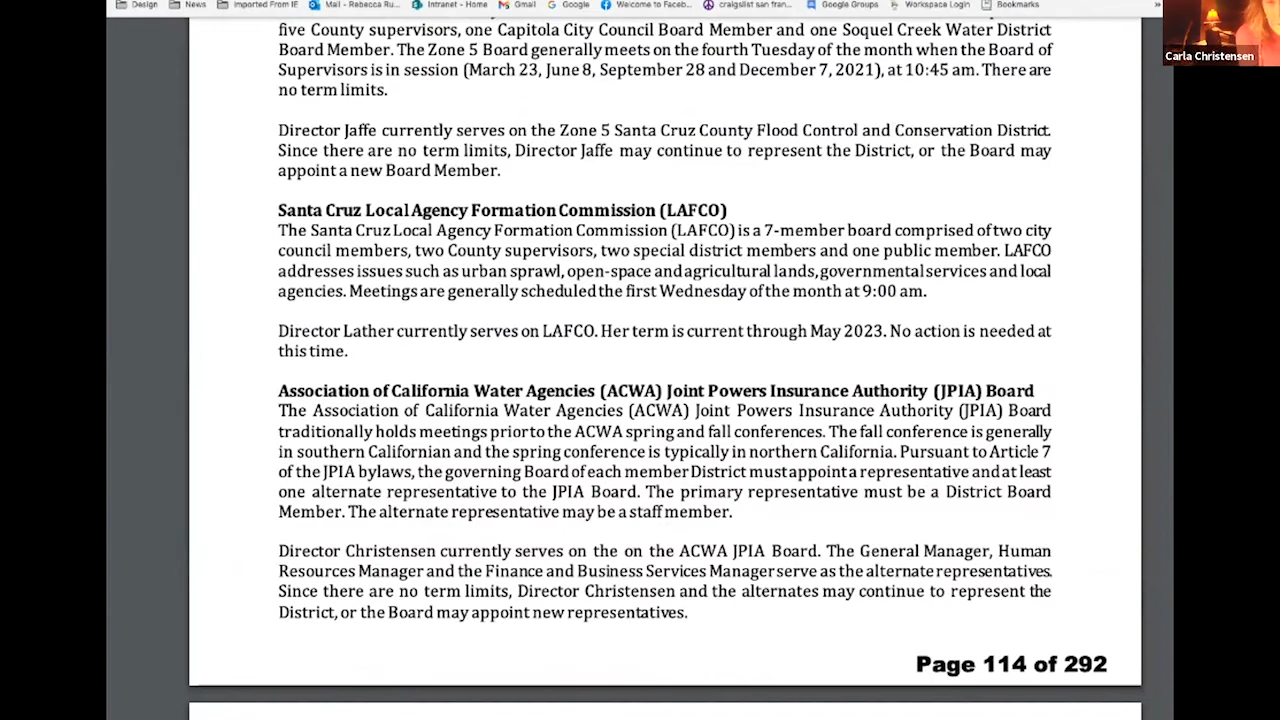 Design News Imported From IE Mail - Rebecca Ru... Intranet - Home Gmail Google Welcome to Faceb... craigslist san fran... Google Groups Workspace Login Bookmarks »
Carla Christensen
five County supervisors, one Capitola City Council Board Member and one Soquel Creek Water District
Board Member. The Zone 5 Board generally meets on the fourth Tuesday of the month when the Board of
Supervisors is in session (March 23, June 8, September 28 and December 7, 2021), at 10:45 am. There are
no term limits.
Director Jaffe currently serves on the Zone 5 Santa Cruz County Flood Control and Conservation District.
Since there are no term limits, Director Jaffe may continue to represent the District, or the Board may
appoint a new Board Member.
Santa Cruz Local Agency Formation Commission (LAFCO)
The Santa Cruz Local Agency Formation Commission (LAFCO) is a 7-member board comprised of two city
council members, two County supervisors, two special district members and one public member. LAFCO
addresses issues such as urban sprawl, open-space and agricultural lands, governmental services and local
agencies. Meetings are generally scheduled the first Wednesday of the month at 9:00 am.
Director Lather currently serves on LAFCO. Her term is current through May 2023. No action is needed at
this time.
Association of California Water Agencies (ACWA) Joint Powers Insurance Authority (JPIA) Board
The Association of California Water Agencies (ACWA) Joint Powers Insurance Authority (JPIA) Board
traditionally holds meetings prior to the ACWA spring and fall conferences. The fall conference is generally
in southern Californian and the spring conference is typically in northern California. Pursuant to Article 7
of the JPIA bylaws, the governing Board of each member District must appoint a representative and at least
one alternate representative to the JPIA Board. The primary representative must be a District Board
Member. The alternate representative may be a staff member.
Director Christensen currently serves on the on the ACWA JPIA Board. The General Manager, Human
Resources Manager and the Finance and Business Services Manager serve as the alternate representatives.
Since there are no term limits, Director Christensen and the alternates may continue to represent the
District, or the Board may appoint new representatives.
Page 114 of 292